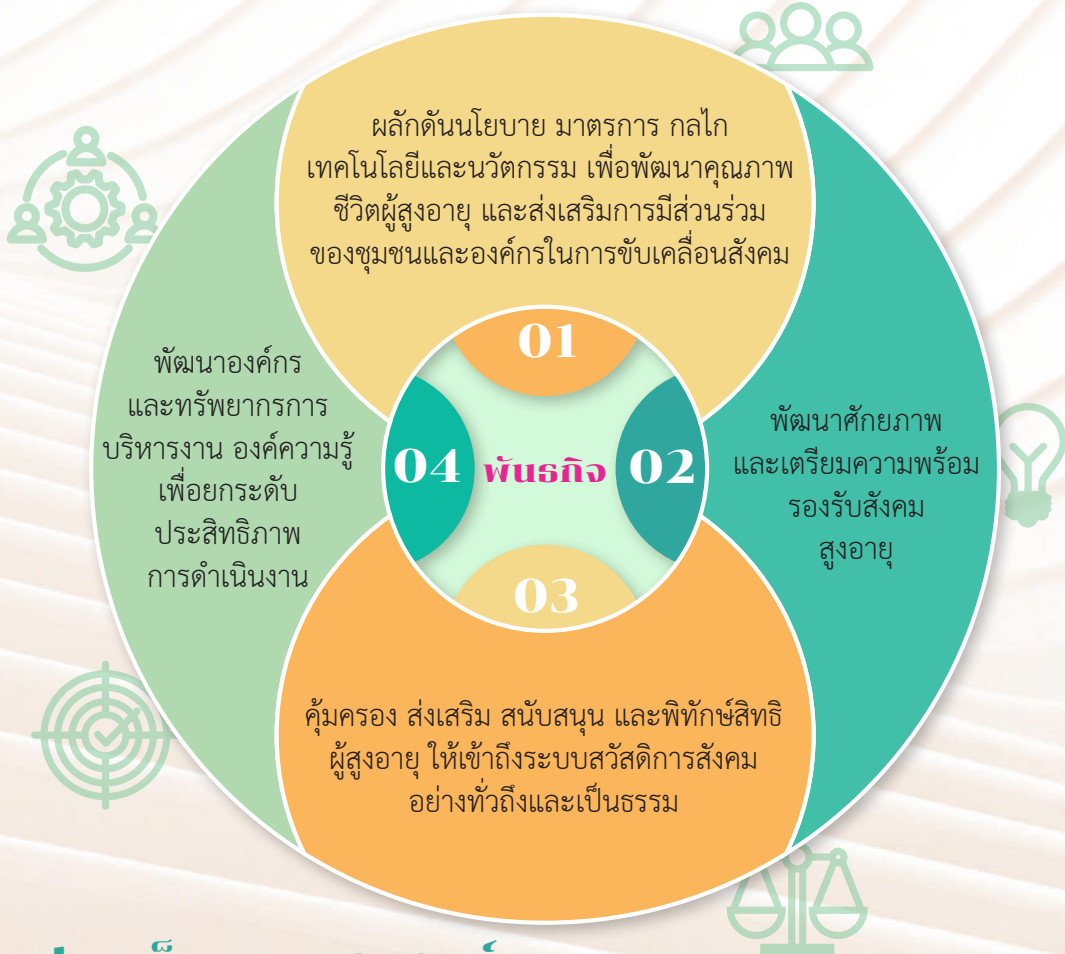 ผลักดันนโยบาย มาตรการ กลไก
เทคโนโลยีและนวัตกรรม เพื่อพัฒนาคุณภาพ
ชีวิตผู้สูงอายุ และส่งเสริมการมีส่วนร่วม
ของชุมชนและองค์กรในการขับเคลื่อนสังคม
01
พัฒนาศักยภาพ
และเตรียมความพร้อม
รองรับสังคม
สูงอายุ
02
พันธกิจ
03
คุ้มครอง ส่งเสริม สนับสนุน และพิทักษ์สิทธิ
ผู้สูงอายุ ให้เข้าถึงระบบสวัสดิการสังคม
อย่างทั่วถึงและเป็นธรรม
04
พัฒนาองค์กร
และทรัพยากรการ
บริหารงาน องค์ความรู้
เพื่อยกระดับ
ประสิทธิภาพ
การดำเนินงาน